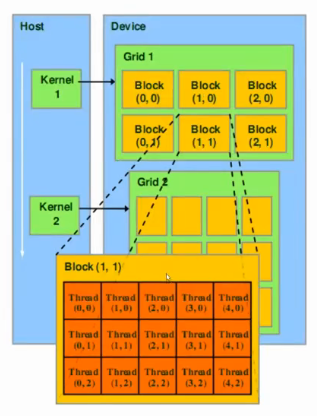 Host
Device
Grid 1
Kernel
1
Block
(0, 0)
Block
(1, 0)
Block
(2, 0)
Block
(0, 1)
Block
(1, 1)
Block
(2, 1)
Kernel
2
Grid 2
Block (1, 1)
Thread
(0, 0)
Thread
(1, 0)
Thread
(2, 0)
Thread
(3, 0)
Thread
(4, 0)
Thread
(0, 1)
Thread
(1, 1)
Thread
(2, 1)
Thread
(3, 1)
Thread
(4, 1)
Thread
(0, 2)
Thread
(1, 2)
Thread
(2, 2)
Thread
(3, 2)
Thread
(4, 2)